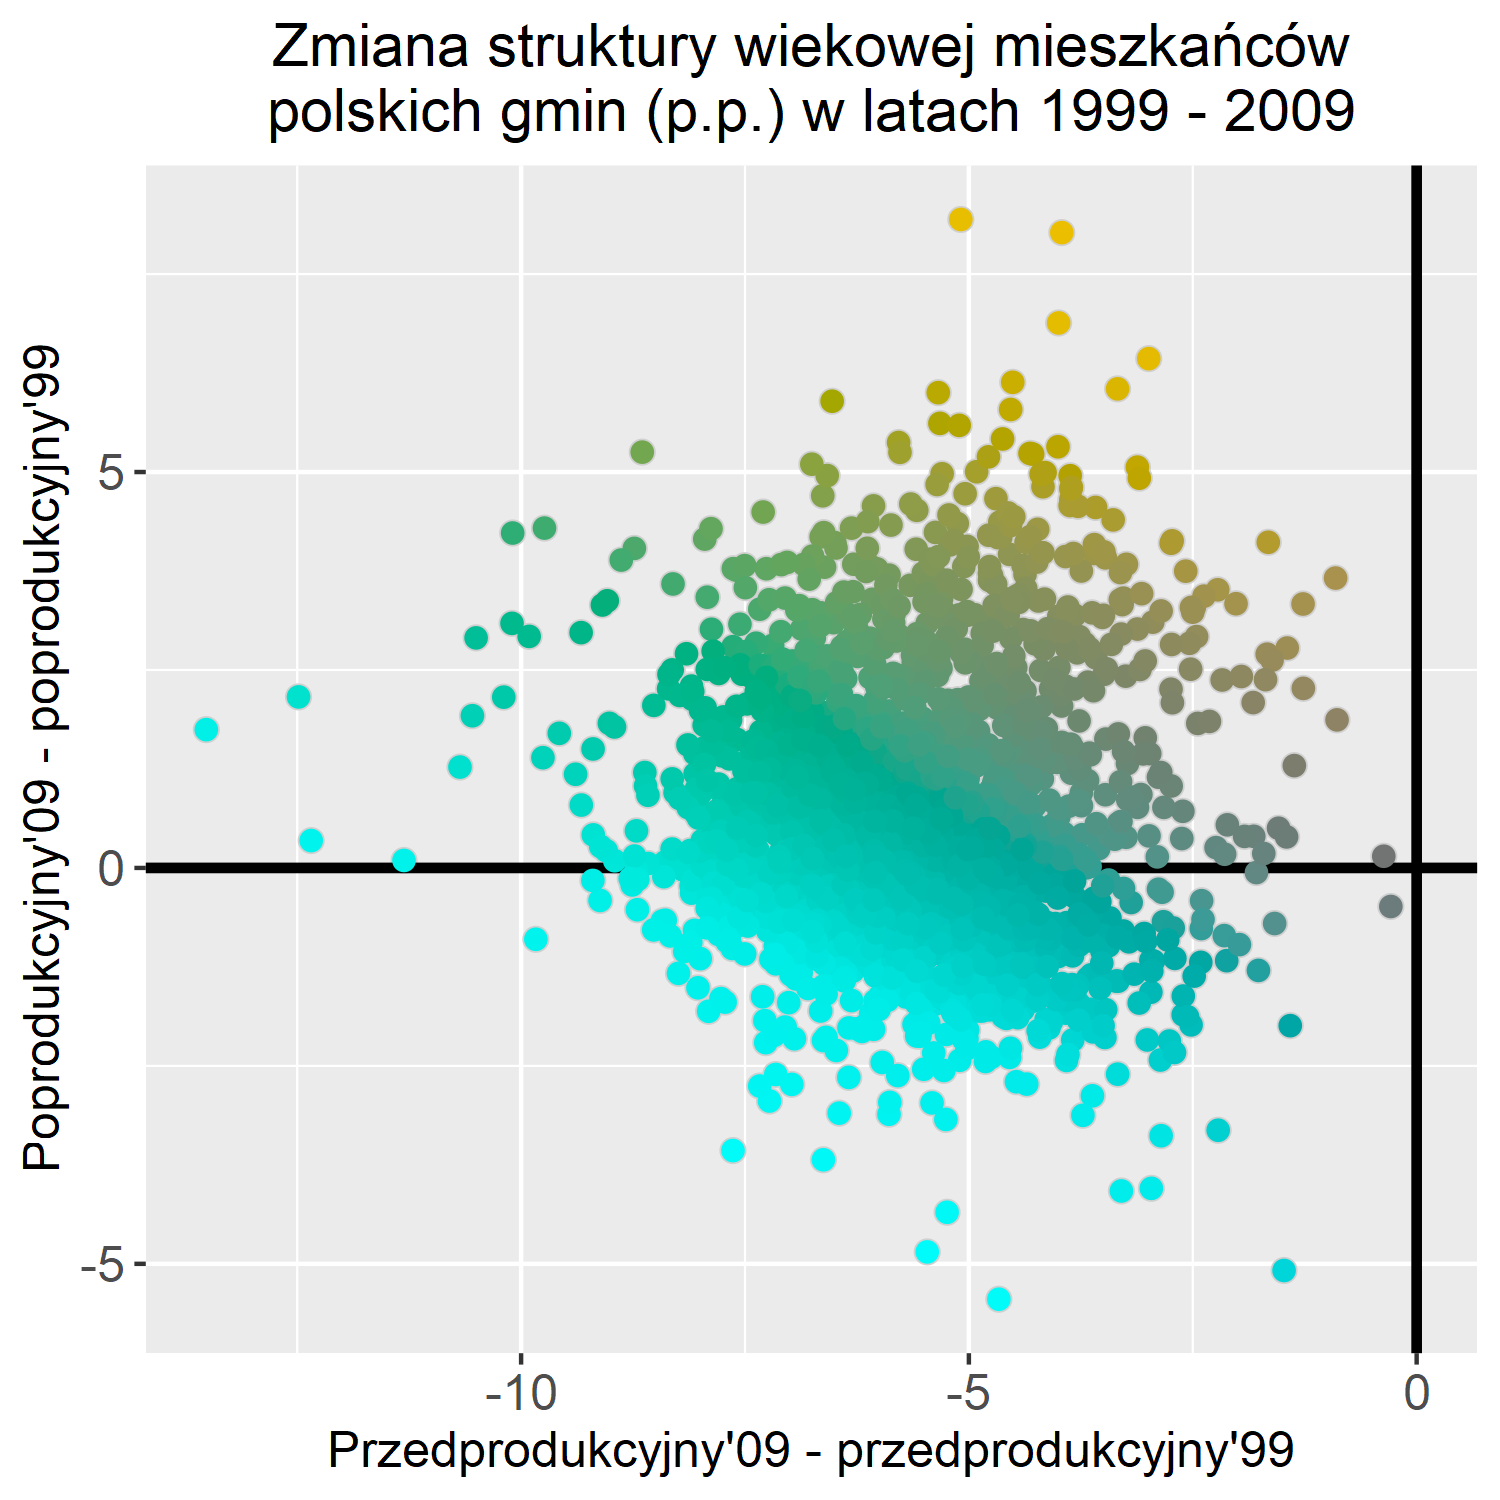 Zmiana struktury wiekowej mieszkańców
polskich gmin (p.p.) w latach 1999 - 2009
Poprodukcyjny'09 - poprodukcyjny'99
5
0
-5
-10
-5
0
Przedprodukcyjny'09 - przedprodukcyjny'99